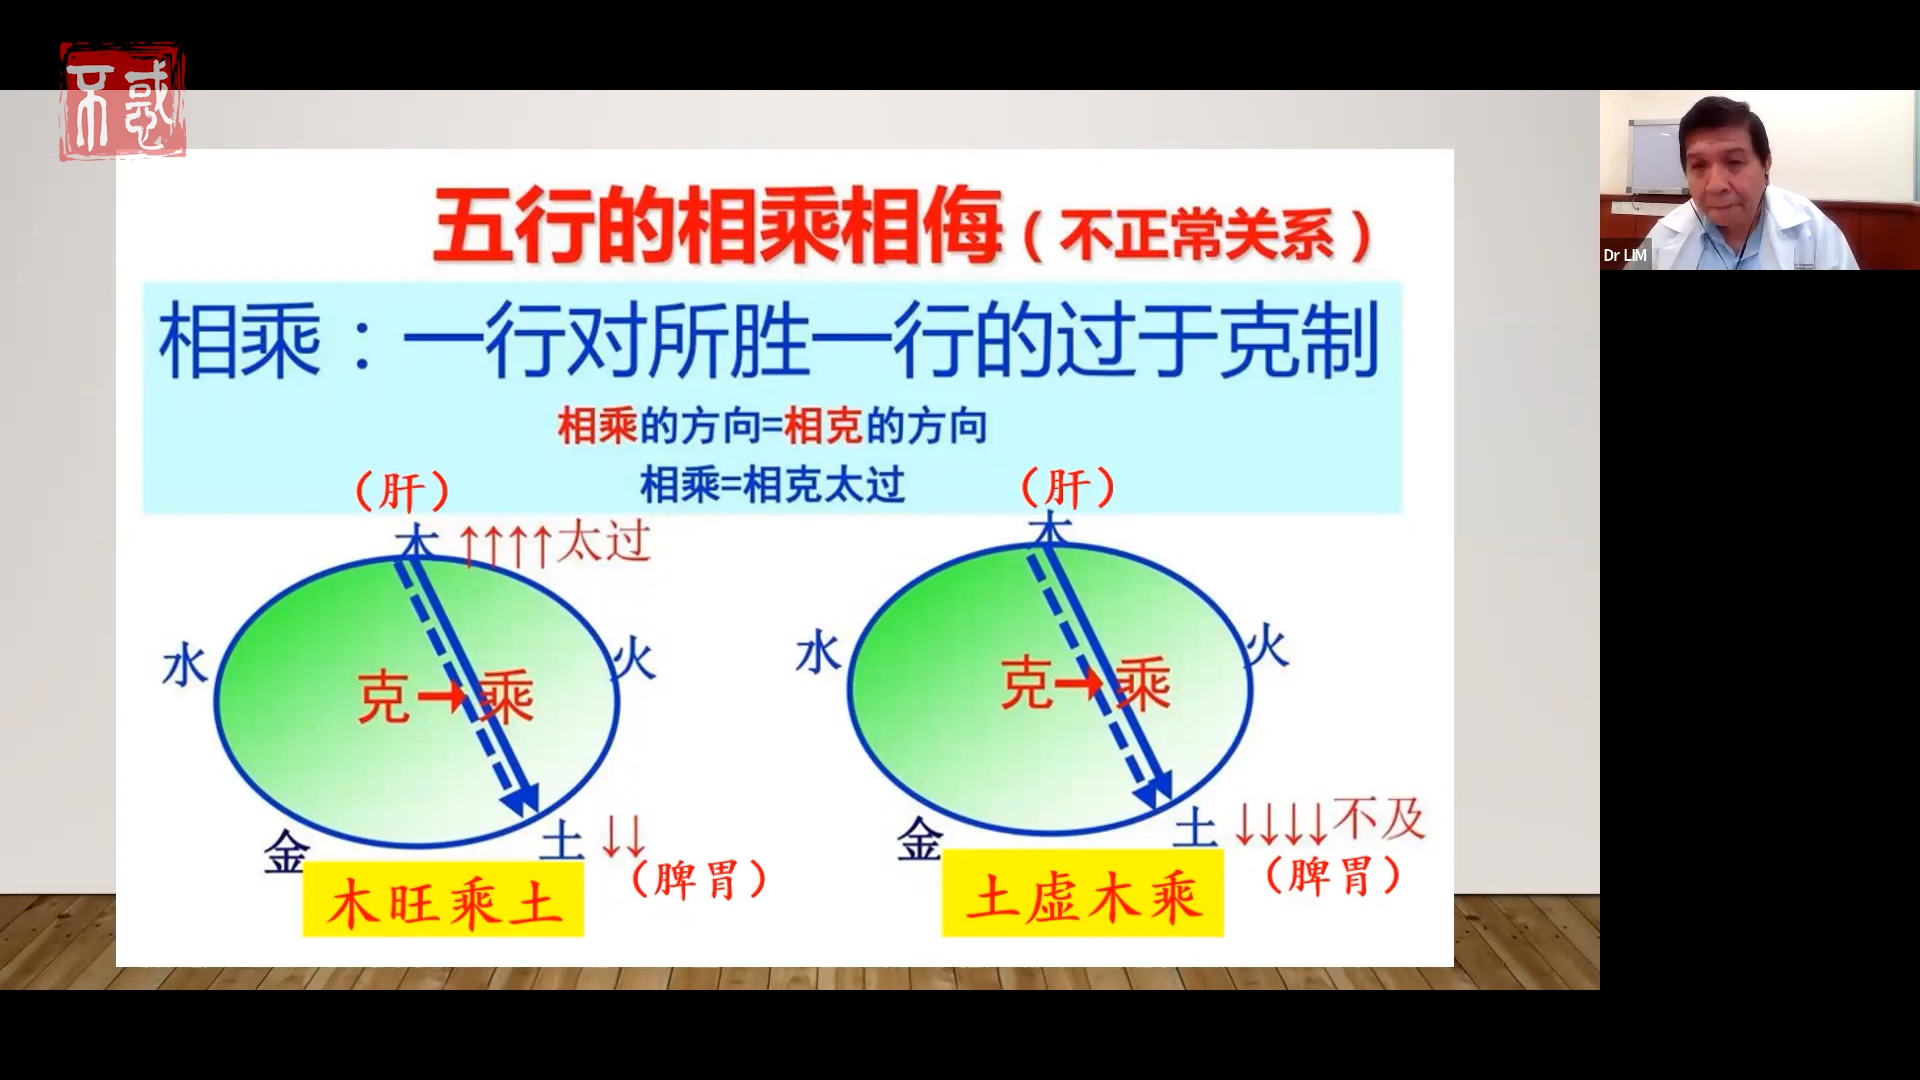 不惑
五行的相乘相侮（不正常关系）
相乘：一行对所胜一行的过于克制
相乘的方向=相克的方向
相乘=相克太过
（肝）
木 ↑↑↑↑太过
水
火
克→乘
金
土 ↓↓
（脾胃）
木旺乘土
（肝）
木
水
火
克→乘
金
土 ↓↓↓↓不及
（脾胃）
土虚木乘
Dr LIM